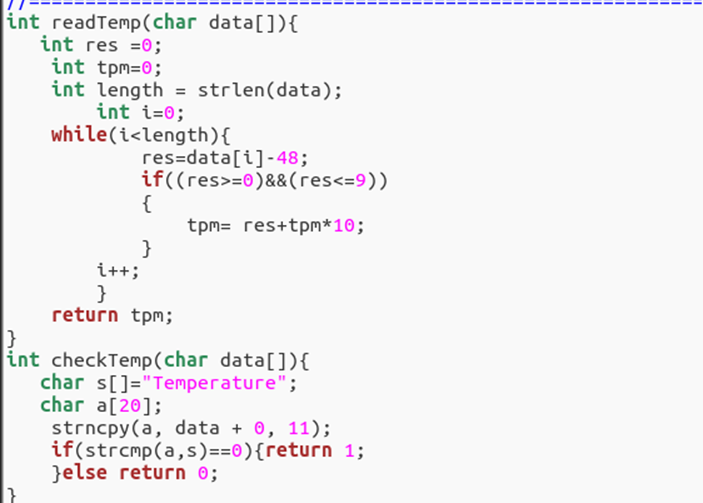 //------------------------------------------------------------
int readTemp(char data[]){
int res =0;
int tpm=0;
int length = strlen(data);
int i=0;
while(i<length){
res=data[i]-48;
if((res>=0)&&(res<=9))
{
tpm= res+tpm*10;
}
i++;
}
return tpm;
}
int checkTemp(char data[]){
char s[]="Temperature";
char a[20];
strncpy(a, data + 0, 11);
if(strcmp(a,s)==0){return 1;
}else return 0;
}